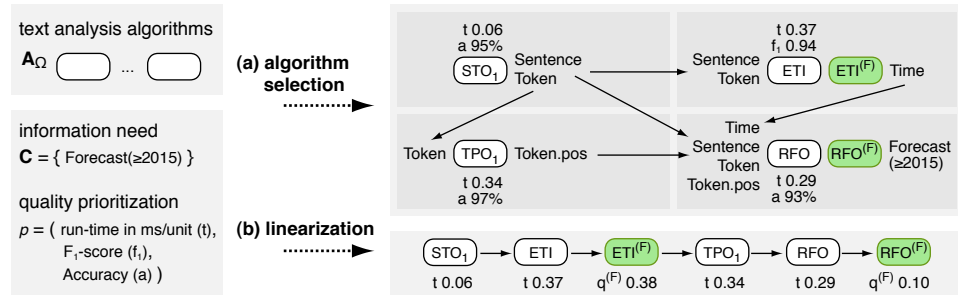 text analysis algorithms
AΩ ...
information need
C = { Forecast(≥2015) }
quality prioritization
p = ( run-time in ms/unit (t),
F₁-score (f₁),
Accuracy (a) )
(a) algorithm
selection
(b) linearization
t 0.06
a 95%
STO₁
Sentence
Token
t 0.37
f₁ 0.94
Sentence
Token
ETI
ETI(F)
Time
Token
TPO₁
Token.pos
t 0.34
a 97%
Time
Sentence
Token
Token.pos
RFO
RFO(F)
Forecast
(≥2015)
t 0.29
a 93%
STO₁ ETI ETI(F) TPO₁ RFO RFO(F)
t 0.06 t 0.37 q(F) 0.38 t 0.34 t 0.29 q(F) 0.10